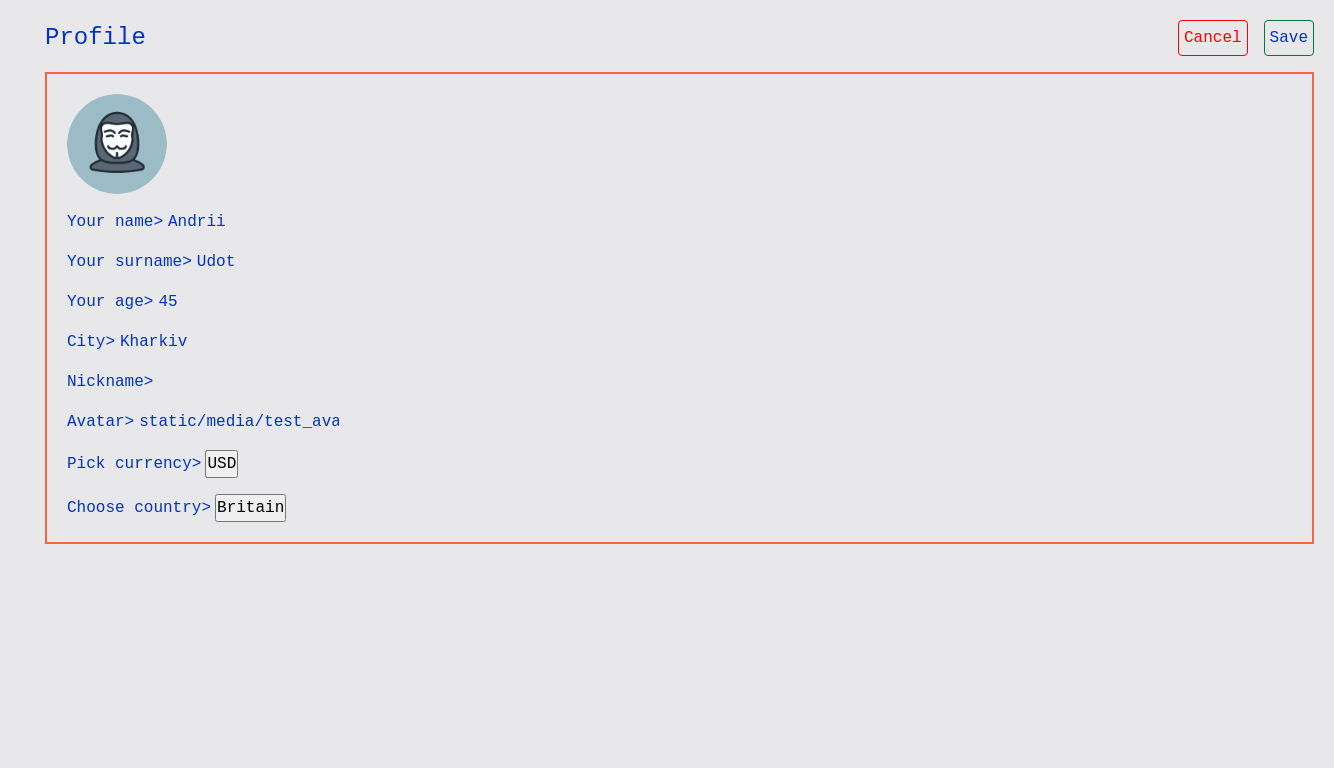 Profile
Cancel
Save
Your name> Andrii
Your surname> Udot
Your age> 45
City> Kharkiv
Nickname>
Avatar> static/media/test_ava
Pick currency> USD
Choose country> Britain